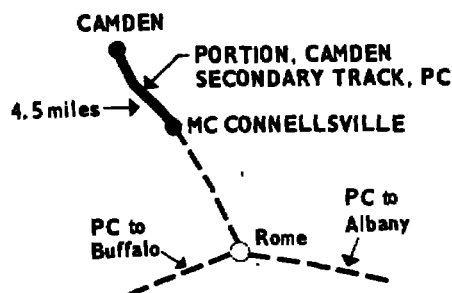 CAMDEN
PORTION, CAMDEN
SECONDARY TRACK, PC
4.5 miles
MC CONNELLSVILLE
PC to
Buffalo
Rome
PC to
Albany